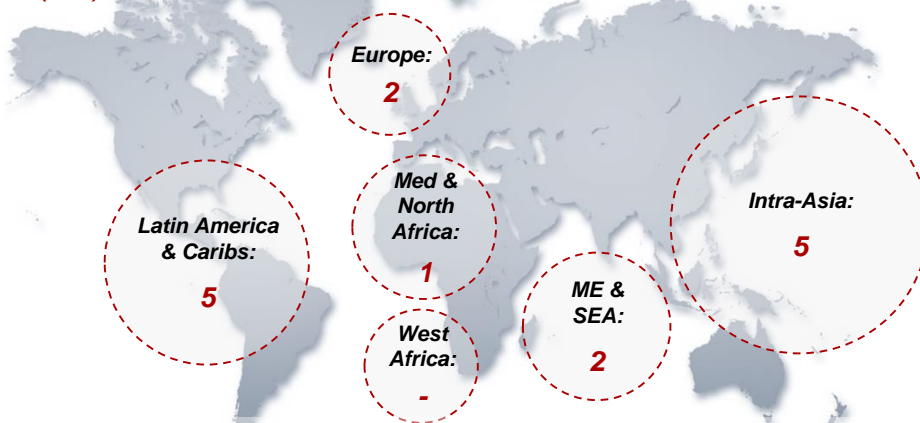 Europe:
2
Med &
North
Africa:
1
Latin America
& Caribs:
5
Intra-Asia:
5
ME &
SEA:
2
West
Africa:
-